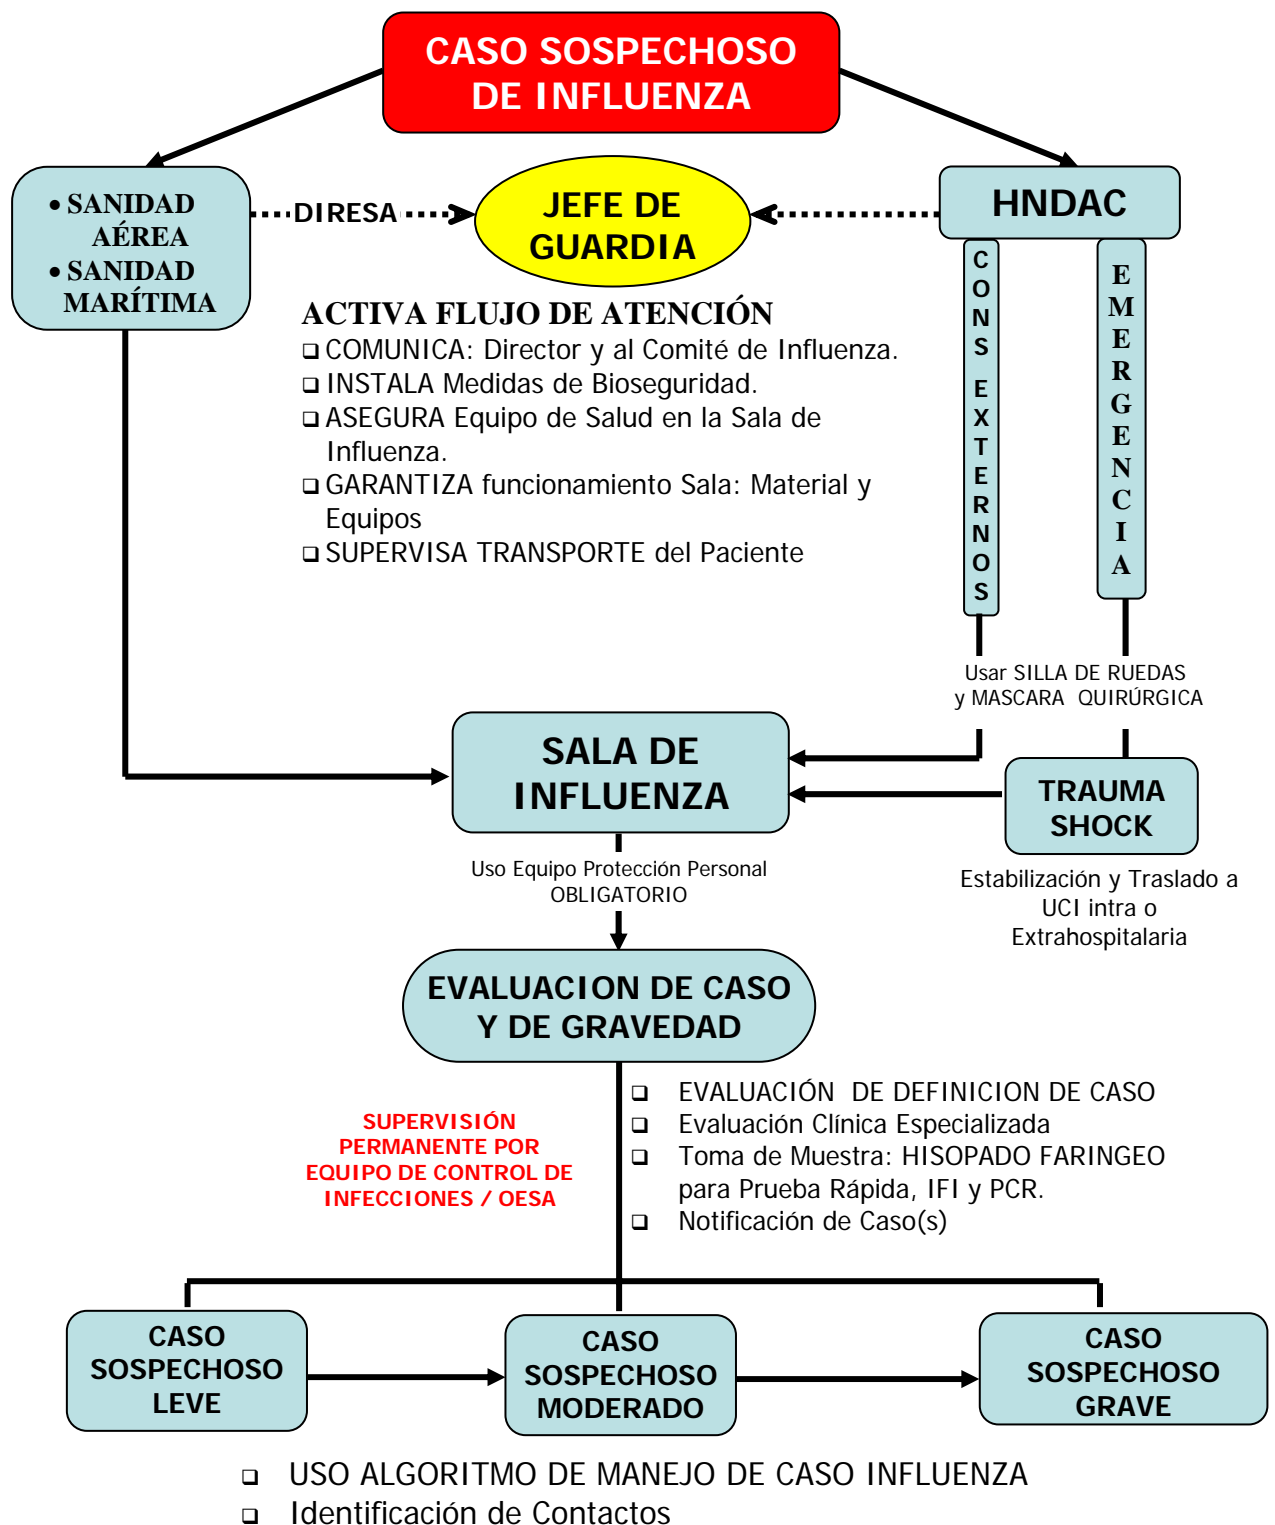 CASO SOSPECHOSO
DE INFLUENZA
• SANIDAD
AÉREA
• SANIDAD
MARÍTIMA
DIRESA
JEFE DE
GUARDIA
HNDAC
CONS EXTERNOS
EMERGENCIA
ACTIVA FLUJO DE ATENCIÓN
❑ COMUNICA: Director y al Comité de Influenza.
❑ INSTALA Medidas de Bioseguridad.
❑ ASEGURA Equipo de Salud en la Sala de
Influenza.
❑ GARANTIZA funcionamiento Sala: Material y
Equipos
❑ SUPERVISA TRANSPORTE del Paciente
Usar SILLA DE RUEDAS
y MASCARA QUIRÚRGICA
SALA DE
INFLUENZA
TRAUMA
SHOCK
Uso Equipo Protección Personal
OBLIGATORIO
Estabilización y Traslado a
UCI intra o
Extrahospitalaria
EVALUACION DE CASO
Y DE GRAVEDAD
SUPERVISIÓN
PERMANENTE POR
EQUIPO DE CONTROL DE
INFECCIONES / OESA
❑ EVALUACIÓN DE DEFINICION DE CASO
❑ Evaluación Clínica Especializada
❑ Toma de Muestra: HISOPADO FARINGEO
para Prueba Rápida, IFI y PCR.
❑ Notificación de Caso(s)
CASO
SOSPECHOSO
LEVE
CASO
SOSPECHOSO
MODERADO
CASO
SOSPECHOSO
GRAVE
❑ USO ALGORITMO DE MANEJO DE CASO INFLUENZA
❑ Identificación de Contactos